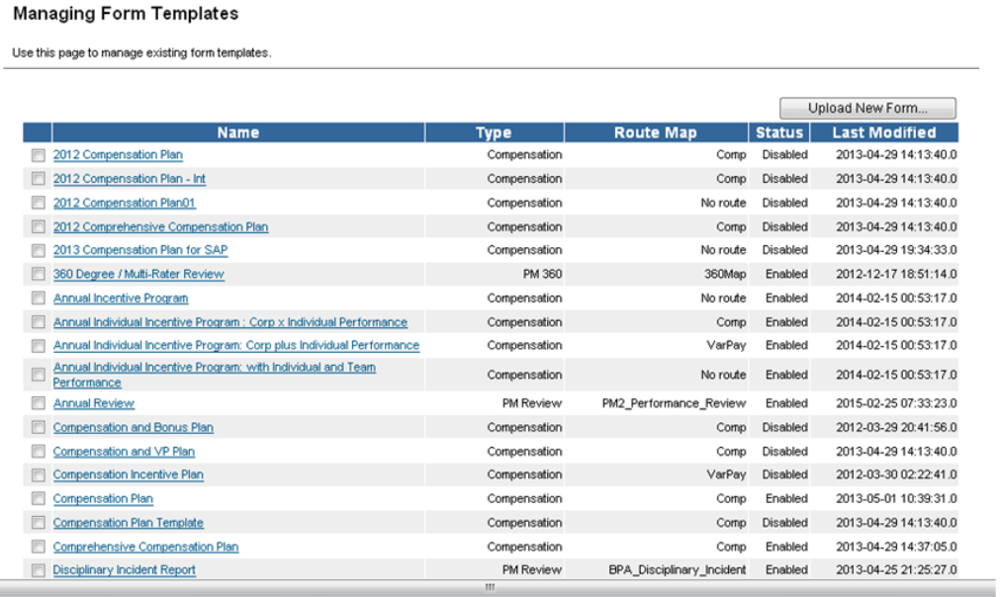 Managing Form Templates
Use this page to manage existing form templates.
Upload New Form...
Name Type Route Map Status Last Modified
2012 Compensation Plan Compensation Comp Disabled 2013-04-29 14:13:40.0
2012 Compensation Plan - Int Compensation Comp Disabled 2013-04-29 14:13:40.0
2012 Compensation Plan01 Compensation No route Disabled 2013-04-29 14:13:40.0
2012 Comprehensive Compensation Plan Compensation Comp Disabled 2013-04-29 14:13:40.0
2013 Compensation Plan for SAP Compensation No route Disabled 2013-04-29 19:34:33.0
360 Degree / Multi-Rater Review PM 360 360Map Enabled 2012-12-17 18:51:14.0
Annual Incentive Program Compensation No route Enabled 2014-02-15 00:53:17.0
Annual Individual Incentive Program : Corp x Individual Performance Compensation Comp Enabled 2014-02-15 00:53:17.0
Annual Individual Incentive Program: Corp plus Individual Performance Compensation VarPay Enabled 2014-02-15 00:53:17.0
Annual Individual Incentive Program: with Individual and Team
Performance Compensation No route Enabled 2014-02-15 00:53:17.0
Annual Review PM Review PM2_Performance_Review Enabled 2015-02-25 07:33:23.0
Compensation and Bonus Plan Compensation Comp Disabled 2012-03-29 20:41:56.0
Compensation and VP Plan Compensation Comp Disabled 2013-04-29 14:13:40.0
Compensation Incentive Plan Compensation VarPay Disabled 2012-03-30 02:22:41.0
Compensation Plan Compensation Comp Enabled 2013-05-01 10:39:31.0
Compensation Plan Template Compensation Comp Disabled 2013-04-29 14:13:40.0
Comprehensive Compensation Plan Compensation Comp Enabled 2013-04-29 14:37:05.0
Disciplinary Incident Report PM Review BPA_Disciplinary_Incident Enabled 2013-04-25 21:25:27.0